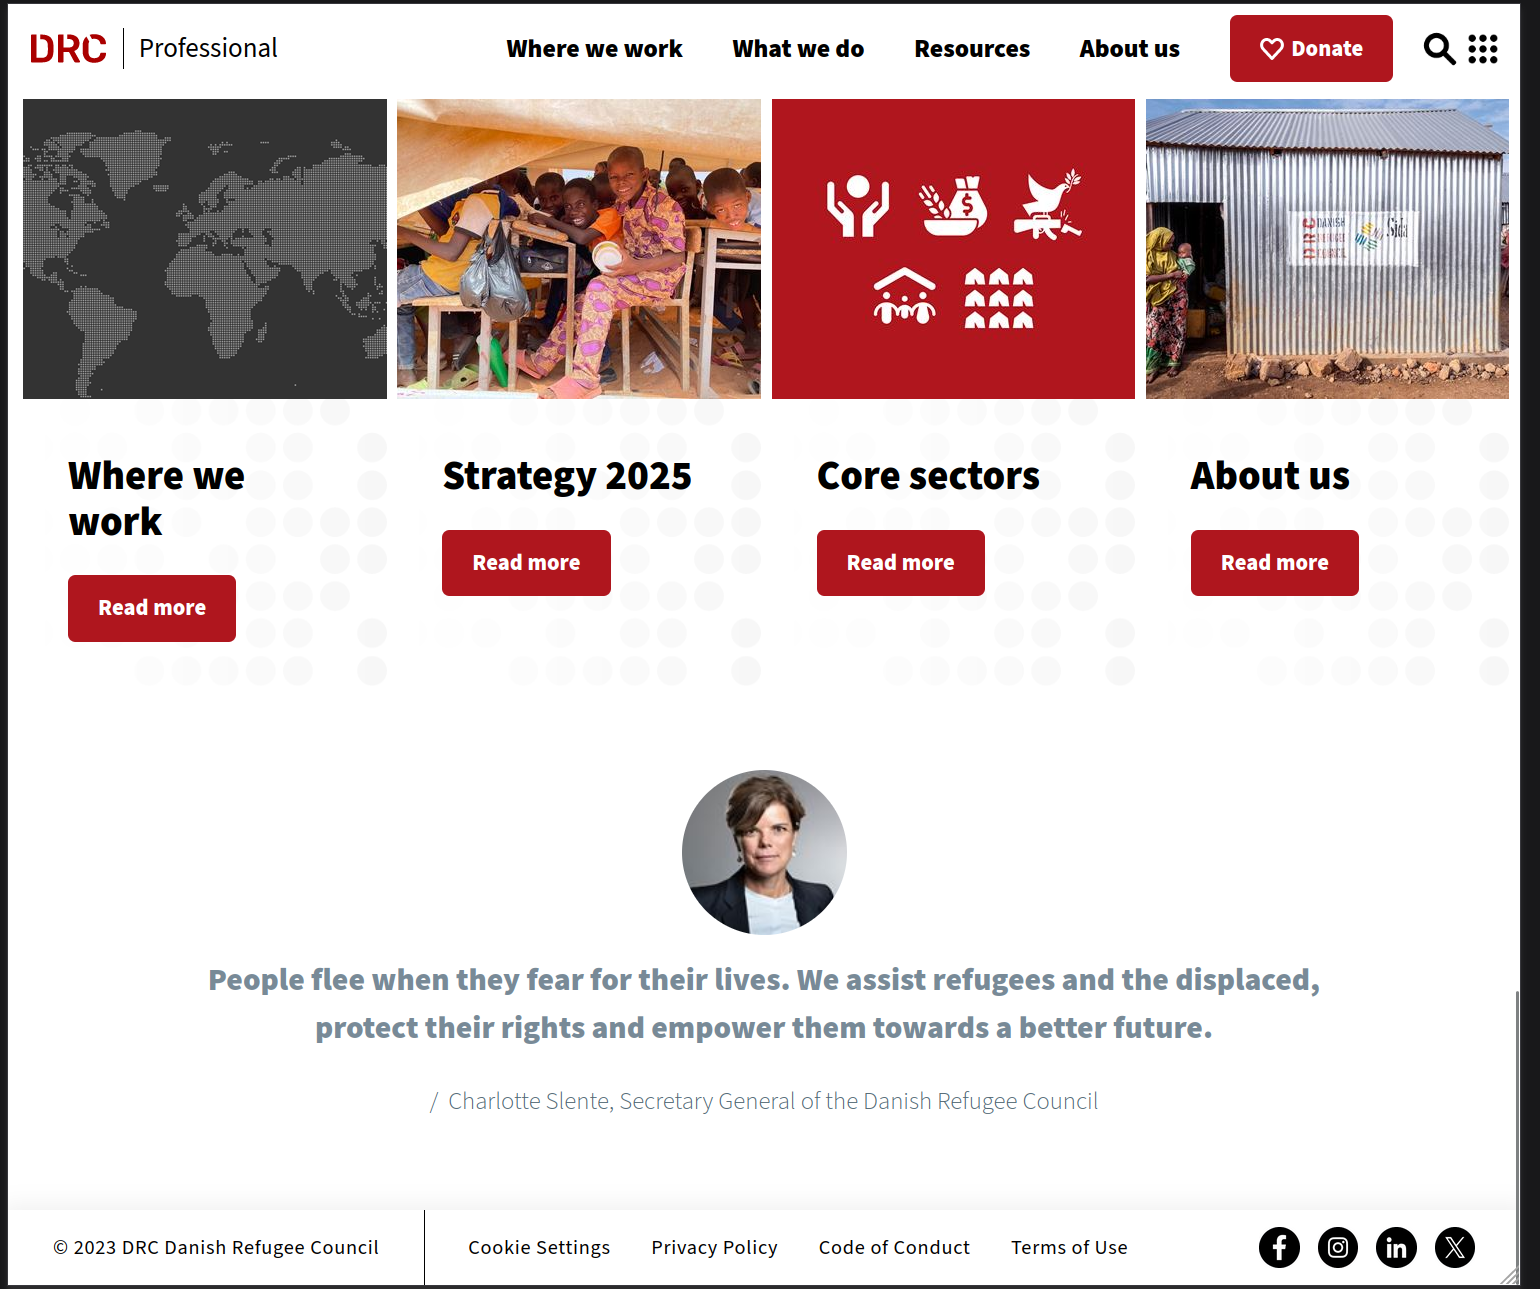 DRC Professional
Where we work What we do Resources About us Donate
DRC DANISH REFUGEE COUNCIL Sida
Where we
work
Read more
Strategy 2025
Read more
Core sectors
Read more
About us
Read more
People flee when they fear for their lives. We assist refugees and the displaced,
protect their rights and empower them towards a better future.
/ Charlotte Slente, Secretary General of the Danish Refugee Council
© 2023 DRC Danish Refugee Council
Cookie Settings Privacy Policy Code of Conduct Terms of Use